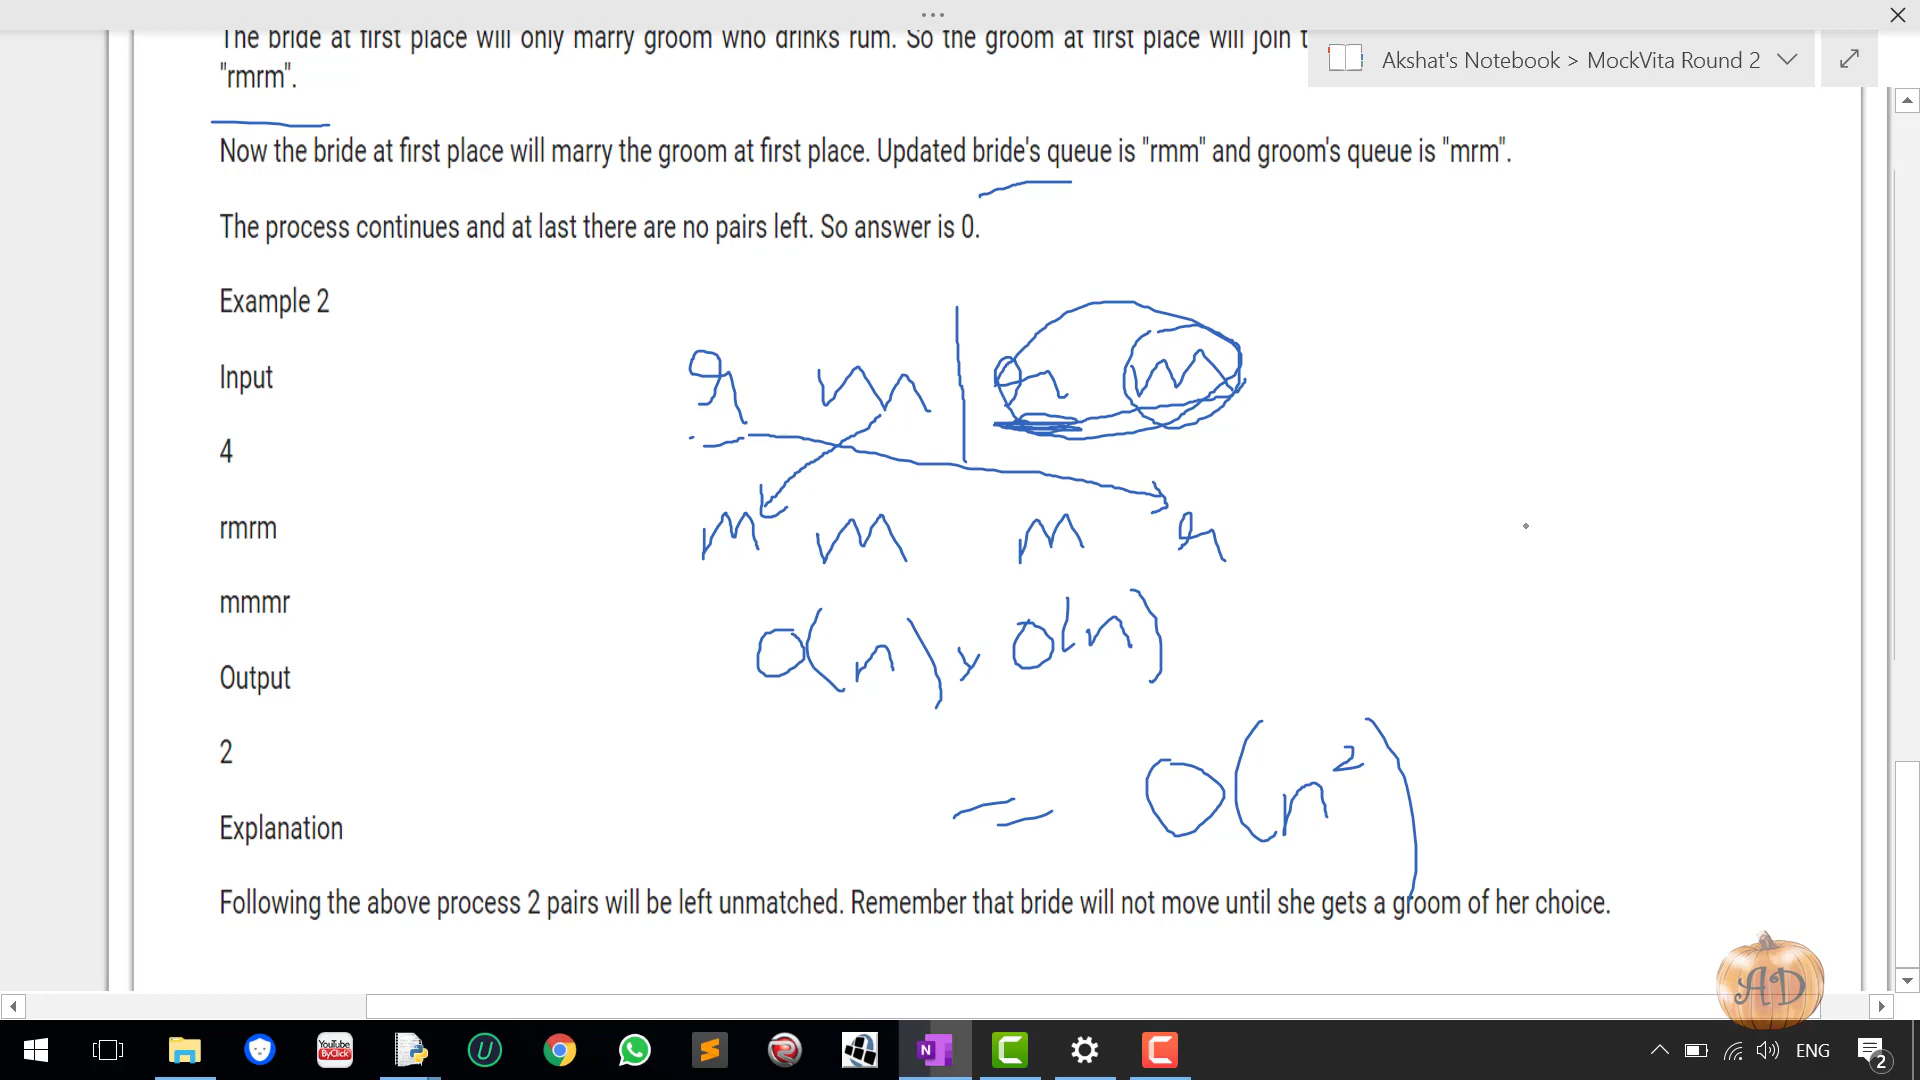 ...
The bride at first place will only marry groom who drinks rum. So the groom at first place will join t
"rmrm".
Akshat's Notebook > MockVita Round 2
Now the bride at first place will marry the groom at first place. Updated bride's queue is "rmm" and groom's queue is "mrm".
The process continues and at last there are no pairs left. So answer is 0.
Example 2
Input
4
rmrm
mmmr
Output
2
Explanation
Following the above process 2 pairs will be left unmatched. Remember that bride will not move until she gets a groom of her choice.
r m | r m
m m m r
O(n) x O(n)
= O(n²)
AD
YouTube
ByClick
U
N
C
C
ENG
2